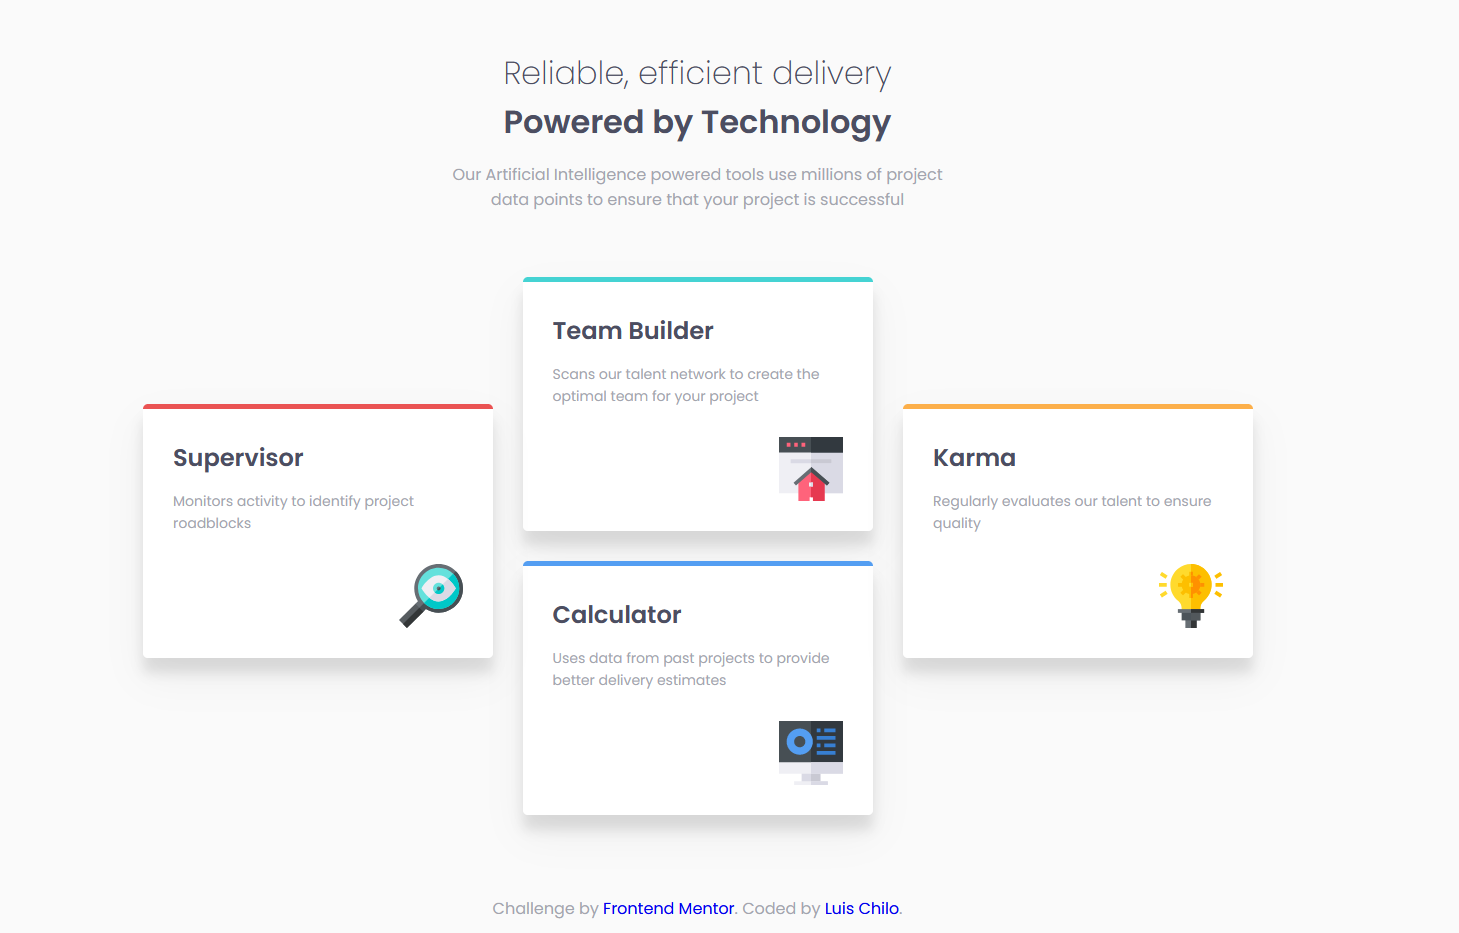 Reliable, efficient delivery
Powered by Technology
Our Artificial Intelligence powered tools use millions of project
data points to ensure that your project is successful
Supervisor
Monitors activity to identify project
roadblocks
Team Builder
Scans our talent network to create the
optimal team for your project
Calculator
Uses data from past projects to provide
better delivery estimates
Karma
Regularly evaluates our talent to ensure
quality
Challenge by Frontend Mentor. Coded by Luis Chilo.